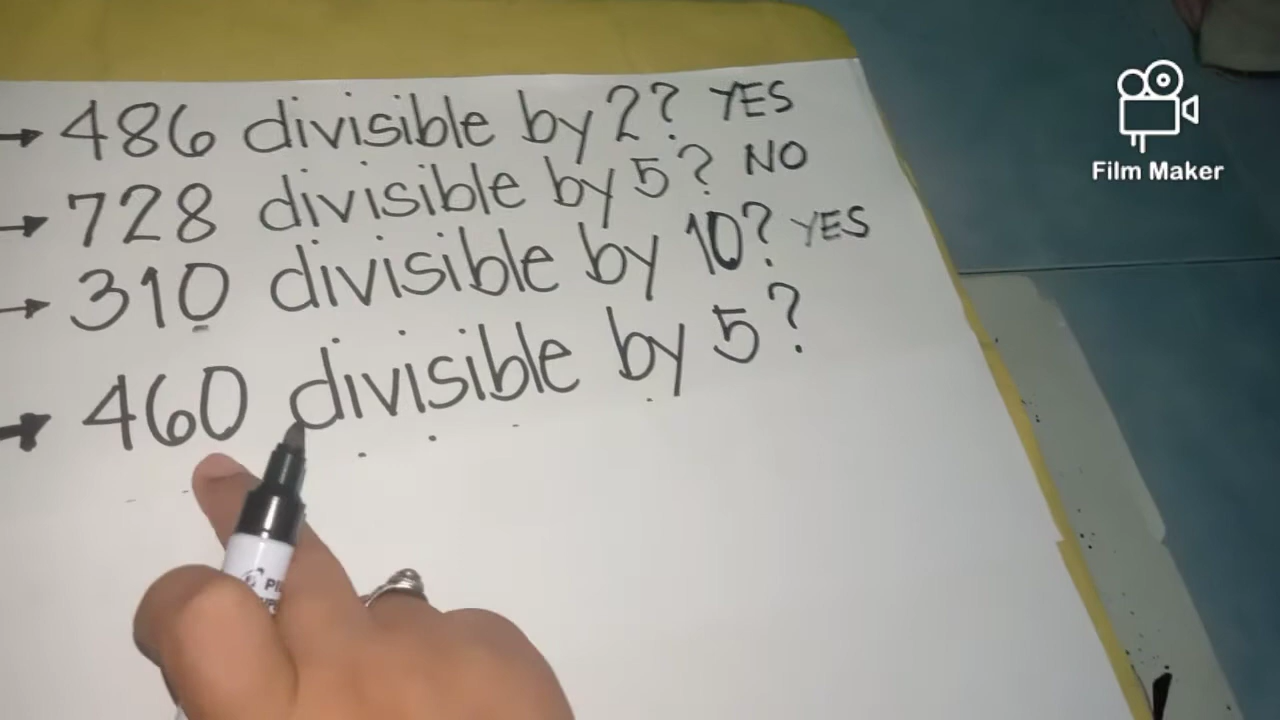 → 486 divisible by 2? YES
→ 728 divisible by 5? NO
→ 310 divisible by 10? YES
→ 460 divisible by 5?
Film Maker